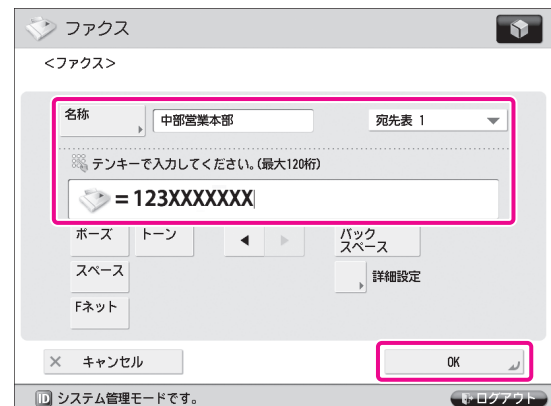 ファクス
<ファクス>
名称 中部営業本部 宛先表 1
テンキーで入力してください。(最大120桁)
=123XXXXXXX
ポーズ トーン バックスペース
スペース 詳細設定
Fネット
× キャンセル OK
ID システム管理モードです。 ログアウト